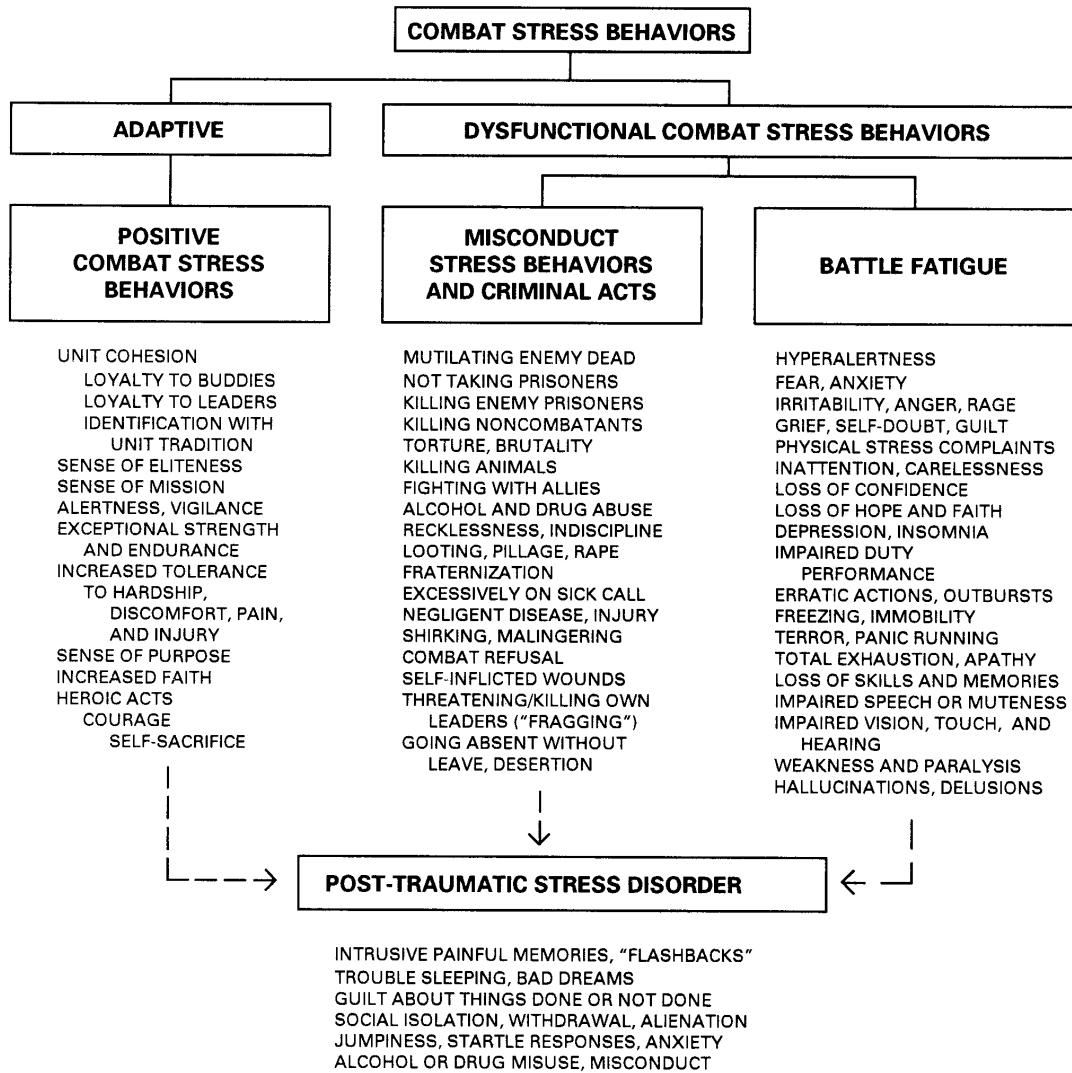 COMBAT STRESS BEHAVIORS
ADAPTIVE
DYSFUNCTIONAL COMBAT STRESS BEHAVIORS
POSITIVE
COMBAT STRESS
BEHAVIORS
MISCONDUCT
STRESS BEHAVIORS
AND CRIMINAL ACTS
BATTLE FATIGUE
UNIT COHESION
LOYALTY TO BUDDIES
LOYALTY TO LEADERS
IDENTIFICATION WITH
UNIT TRADITION
SENSE OF ELITENESS
SENSE OF MISSION
ALERTNESS, VIGILANCE
EXCEPTIONAL STRENGTH
AND ENDURANCE
INCREASED TOLERANCE
TO HARDSHIP,
DISCOMFORT, PAIN,
AND INJURY
SENSE OF PURPOSE
INCREASED FAITH
HEROIC ACTS
COURAGE
SELF-SACRIFICE
MUTILATING ENEMY DEAD
NOT TAKING PRISONERS
KILLING ENEMY PRISONERS
KILLING NONCOMBATANTS
TORTURE, BRUTALITY
KILLING ANIMALS
FIGHTING WITH ALLIES
ALCOHOL AND DRUG ABUSE
RECKLESSNESS, INDISCIPLINE
LOOTING, PILLAGE, RAPE
FRATERNIZATION
EXCESSIVELY ON SICK CALL
NEGLIGENT DISEASE, INJURY
SHIRKING, MALINGERING
COMBAT REFUSAL
SELF-INFLICTED WOUNDS
THREATENING/KILLING OWN
LEADERS ("FRAGGING")
GOING ABSENT WITHOUT
LEAVE, DESERTION
HYPERALERTNESS
FEAR, ANXIETY
IRRITABILITY, ANGER, RAGE
GRIEF, SELF-DOUBT, GUILT
PHYSICAL STRESS COMPLAINTS
INATTENTION, CARELESSNESS
LOSS OF CONFIDENCE
LOSS OF HOPE AND FAITH
DEPRESSION, INSOMNIA
IMPAIRED DUTY
PERFORMANCE
ERRATIC ACTIONS, OUTBURSTS
FREEZING, IMMOBILITY
TERROR, PANIC RUNNING
TOTAL EXHAUSTION, APATHY
LOSS OF SKILLS AND MEMORIES
IMPAIRED SPEECH OR MUTENESS
IMPAIRED VISION, TOUCH, AND
HEARING
WEAKNESS AND PARALYSIS
HALLUCINATIONS, DELUSIONS
POST-TRAUMATIC STRESS DISORDER
INTRUSIVE PAINFUL MEMORIES, "FLASHBACKS"
TROUBLE SLEEPING, BAD DREAMS
GUILT ABOUT THINGS DONE OR NOT DONE
SOCIAL ISOLATION, WITHDRAWAL, ALIENATION
JUMPINESS, STARTLE RESPONSES, ANXIETY
ALCOHOL OR DRUG MISUSE, MISCONDUCT